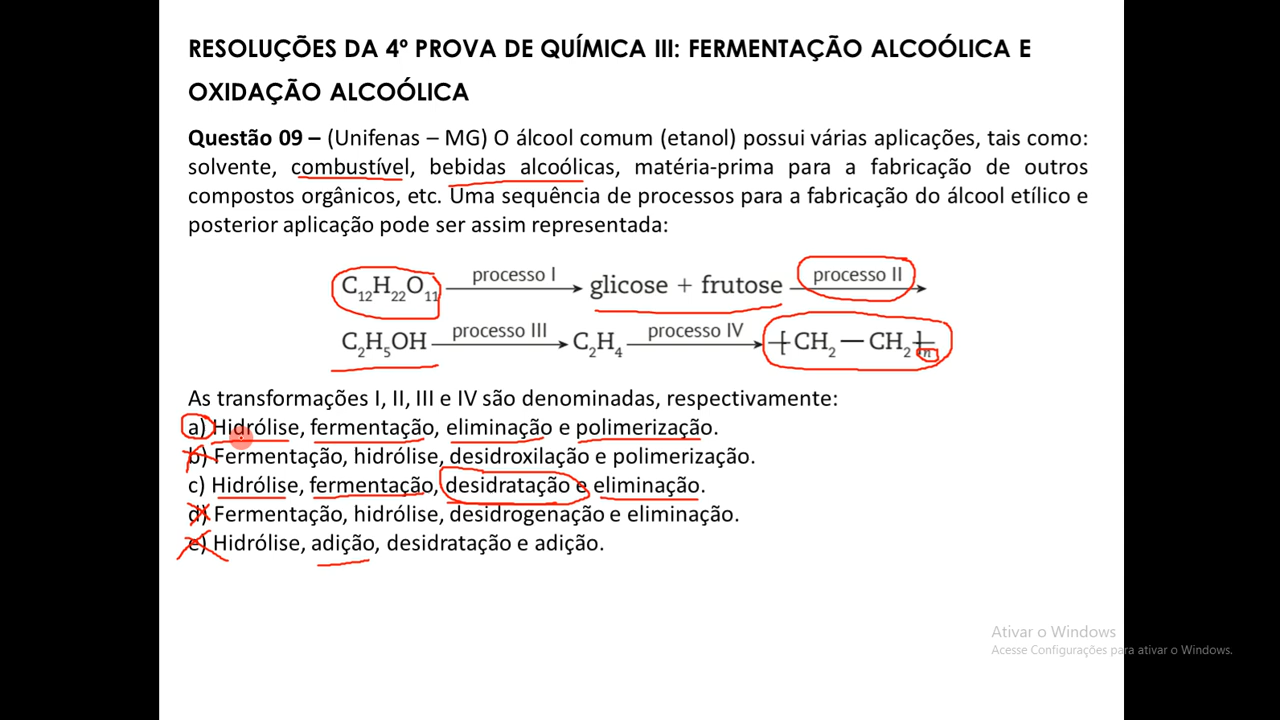 RESOLUÇÕES DA 4º PROVA DE QUÍMICA III: FERMENTAÇÃO ALCOÓLICA E
OXIDAÇÃO ALCOÓLICA
Questão 09 – (Unifenas – MG) O álcool comum (etanol) possui várias aplicações, tais como:
solvente, combustível, bebidas alcoólicas, matéria-prima para a fabricação de outros
compostos orgânicos, etc. Uma sequência de processos para a fabricação do álcool etílico e
posterior aplicação pode ser assim representada:
C₁₂H₂₂O₁₁ processo I → glicose + frutose processo II →
C₂H₅OH processo III → C₂H₄ processo IV → [CH₂ — CH₂]n
As transformações I, II, III e IV são denominadas, respectivamente:
a) Hidrólise, fermentação, eliminação e polimerização.
b) Fermentação, hidrólise, desidroxilação e polimerização.
c) Hidrólise, fermentação, desidratação e eliminação.
d) Fermentação, hidrólise, desidrogenação e eliminação.
e) Hidrólise, adição, desidratação e adição.
Ativar o Windows
Acesse Configurações para ativar o Windows.